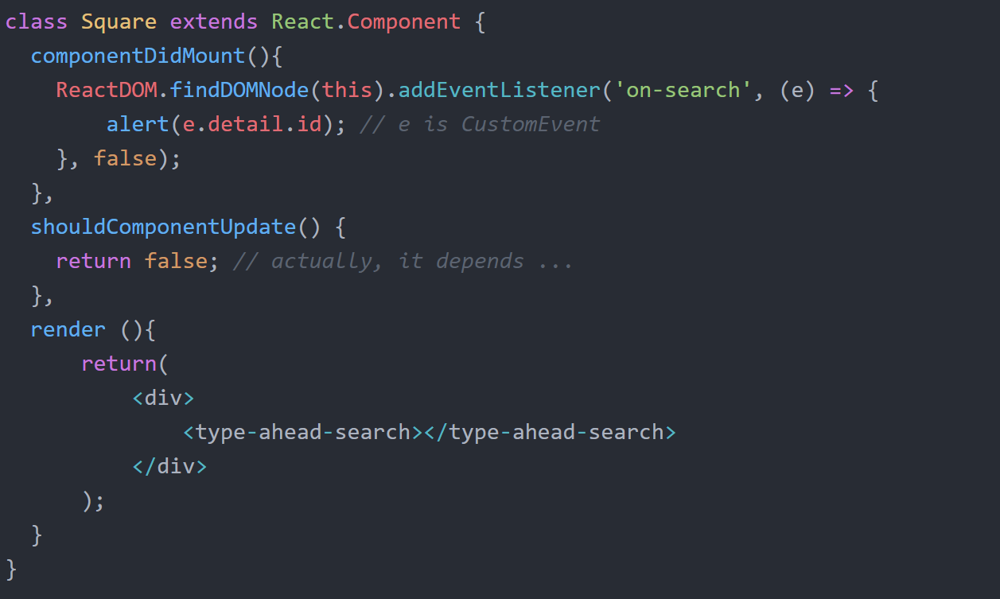 class Square extends React.Component {
  componentDidMount(){
    ReactDOM.findDOMNode(this).addEventListener('on-search', (e) => {
        alert(e.detail.id); // e is CustomEvent
    }, false);
  },
  shouldComponentUpdate() {
    return false; // actually, it depends ...
  },
  render (){
      return(
          <div>
              <type-ahead-search></type-ahead-search>
          </div>
      );
  }
}